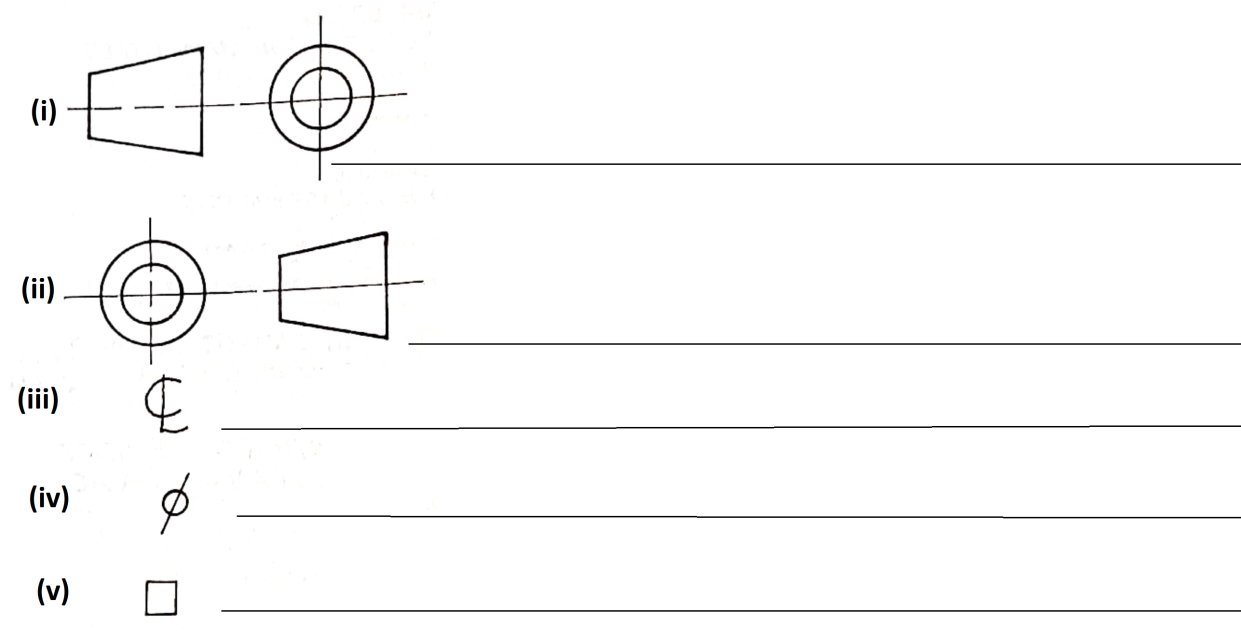 (i)
(ii)
(iii) ℄
(iv) ⌀
(v) □